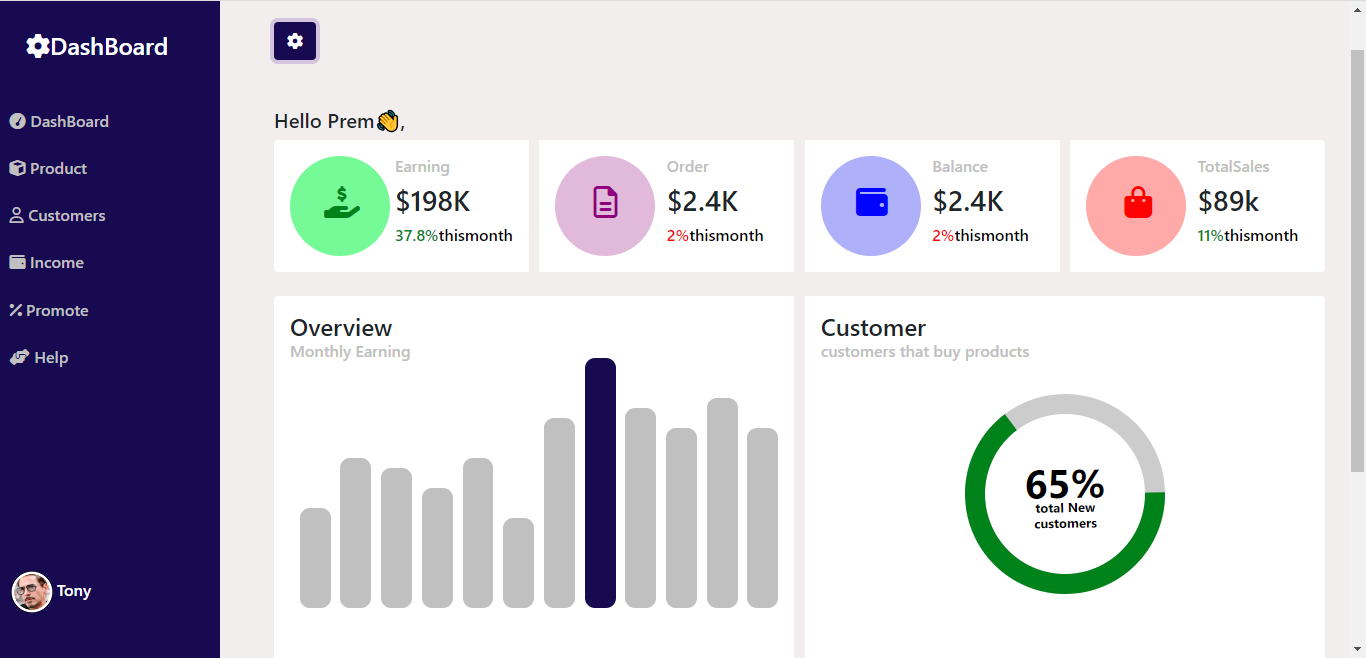 DashBoard
DashBoard
Product
Customers
Income
Promote
Help
Tony
Hello Prem👋,
Earning
$198K
37.8%thismonth
Order
$2.4K
2%thismonth
Balance
$2.4K
2%thismonth
TotalSales
$89k
11%thismonth
Overview
Monthly Earning
Customer
customers that buy products
65%
total New
customers